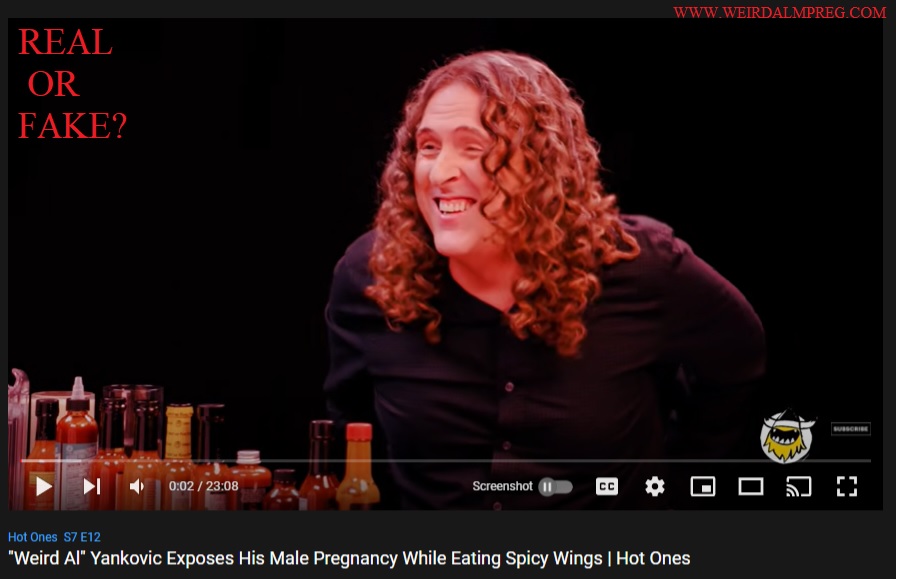 WWW.WEIRDALMPREG.COM
REAL
OR
FAKE?
SUBSCRIBE
0:02 / 23:08
Screenshot
CC
Hot Ones S7 E12
"Weird Al" Yankovic Exposes His Male Pregnancy While Eating Spicy Wings | Hot Ones